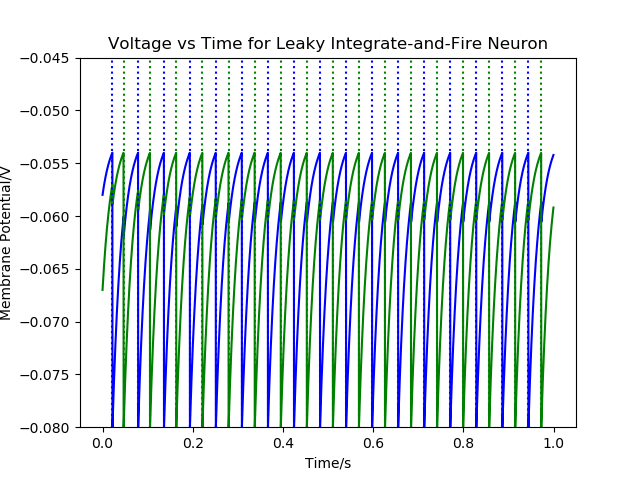 Voltage vs Time for Leaky Integrate-and-Fire Neuron
−0.045
−0.050
−0.055
−0.060
−0.065
−0.070
−0.075
−0.080
Membrane Potential/V
0.0 0.2 0.4 0.6 0.8 1.0
Time/s